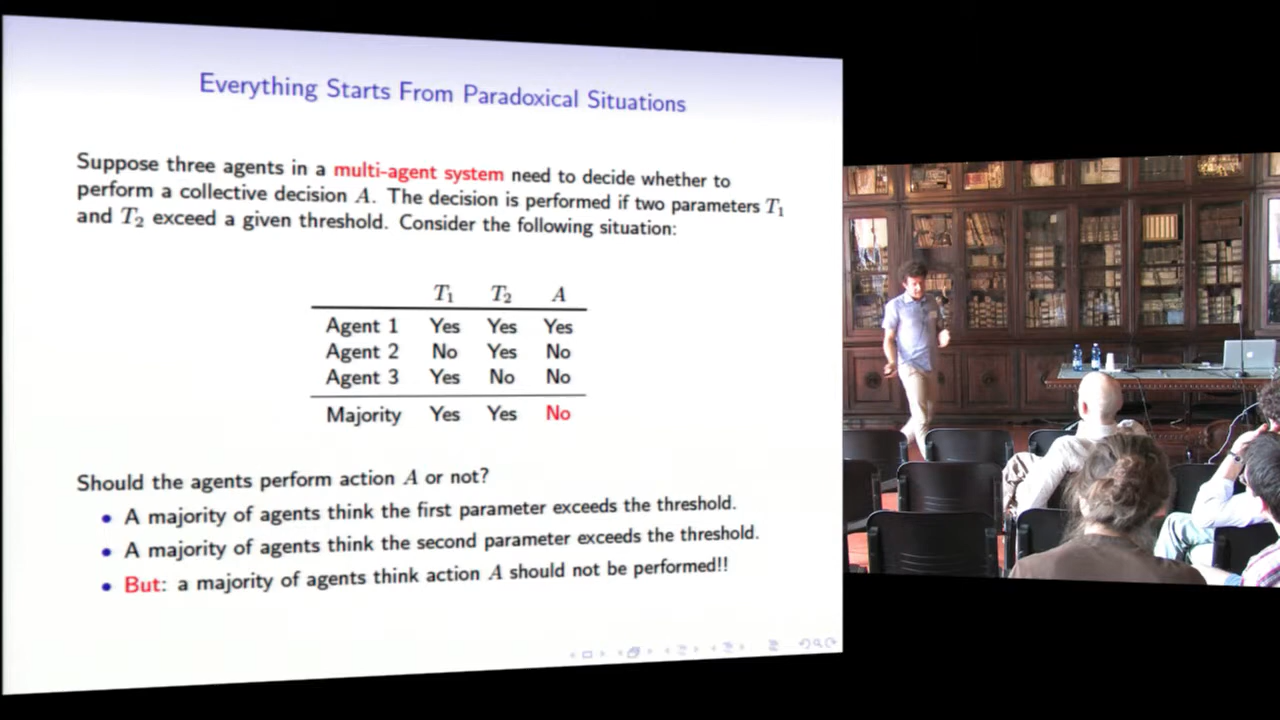 Everything Starts From Paradoxical Situations
Suppose three agents in a multi-agent system need to decide whether to
perform a collective decision A. The decision is performed if two parameters T₁
and T₂ exceed a given threshold. Consider the following situation:
T₁ T₂ A
Agent 1 Yes Yes Yes
Agent 2 No Yes No
Agent 3 Yes No No
Majority Yes Yes No
Should the agents perform action A or not?
• A majority of agents think the first parameter exceeds the threshold.
• A majority of agents think the second parameter exceeds the threshold.
• But: a majority of agents think action A should not be performed!!